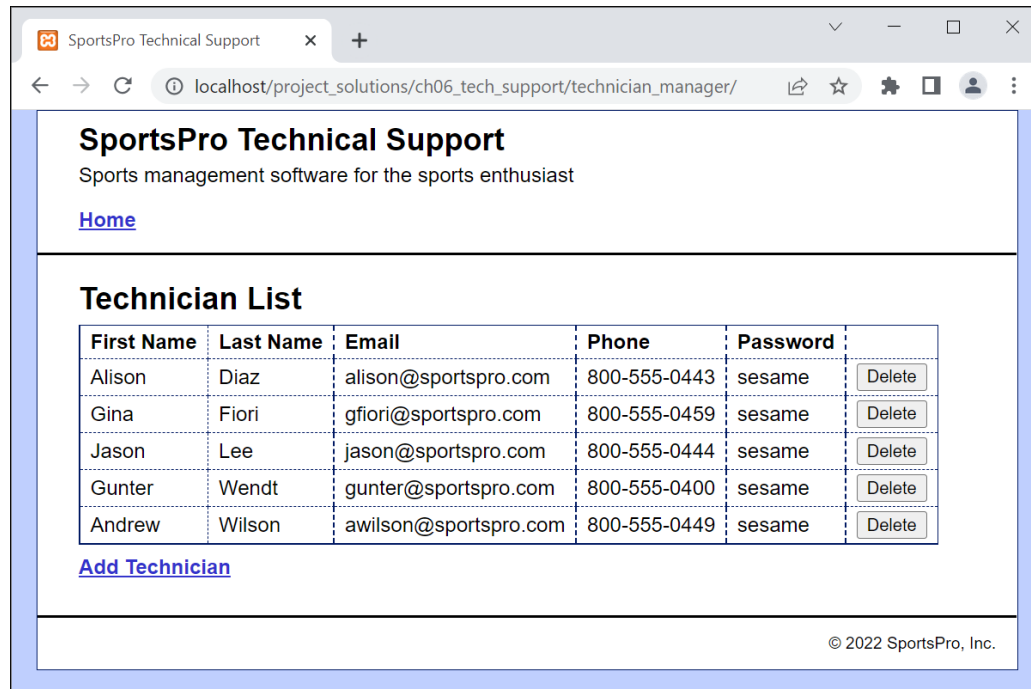 SportsPro Technical Support
localhost/project_solutions/ch06_tech_support/technician_manager/
SportsPro Technical Support
Sports management software for the sports enthusiast
Home
Technician List
First Name Last Name Email Phone Password
Alison Diaz alison@sportspro.com 800-555-0443 sesame Delete
Gina Fiori gfiori@sportspro.com 800-555-0459 sesame Delete
Jason Lee jason@sportspro.com 800-555-0444 sesame Delete
Gunter Wendt gunter@sportspro.com 800-555-0400 sesame Delete
Andrew Wilson awilson@sportspro.com 800-555-0449 sesame Delete
Add Technician
© 2022 SportsPro, Inc.